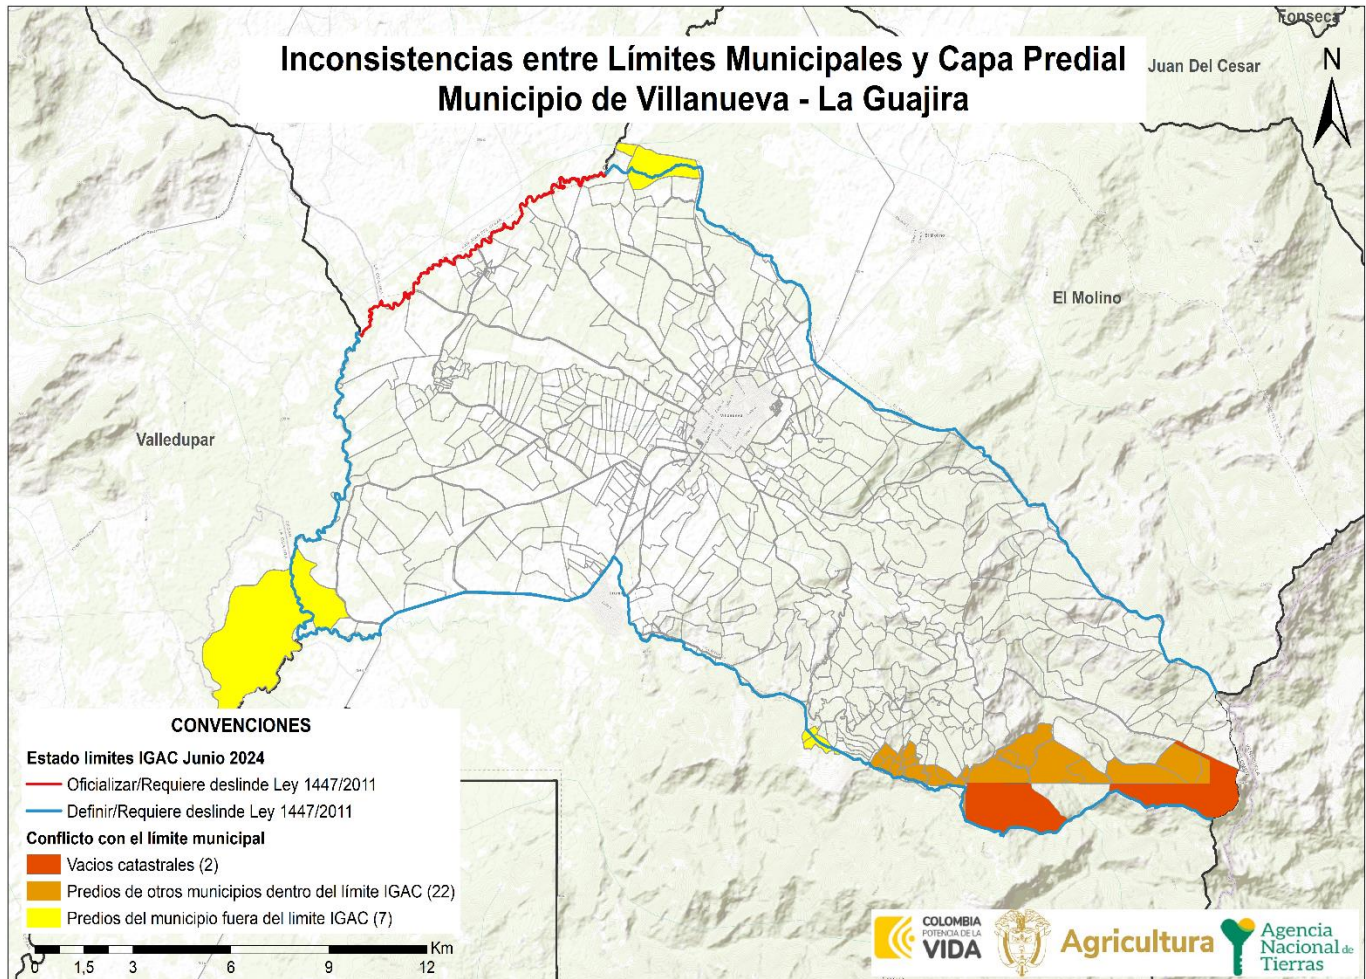 Fonseca
Inconsistencias entre Límites Municipales y Capa Predial
Municipio de Villanueva - La Guajira
Juan Del Cesar
N
El Molino
Valledupar
Villanueva
CONVENCIONES
Estado limites IGAC Junio 2024
Oficializar/Requiere deslinde Ley 1447/2011
Definir/Requiere deslinde Ley 1447/2011
Conflicto con el límite municipal
Vacios catastrales (2)
Predios de otros municipios dentro del límite IGAC (22)
Predios del municipio fuera del limite IGAC (7)
Km
0 1,5 3 6 9 12
COLOMBIA
POTENCIA DE LA
VIDA
Agricultura
Agencia
Nacional de
Tierras